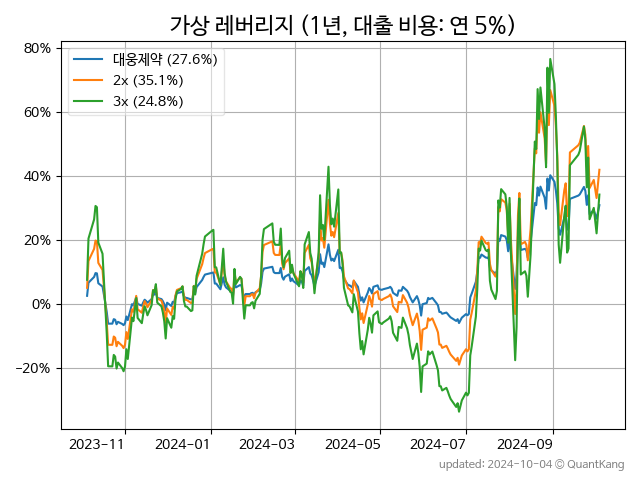 가상 레버리지 (1년, 대출 비용: 연 5%)
80%
60%
40%
20%
0%
−20%
대웅제약 (27.6%)
2x (35.1%)
3x (24.8%)
2023-11
2024-01
2024-03
2024-05
2024-07
2024-09
updated: 2024-10-04 ⓒ QuantKang